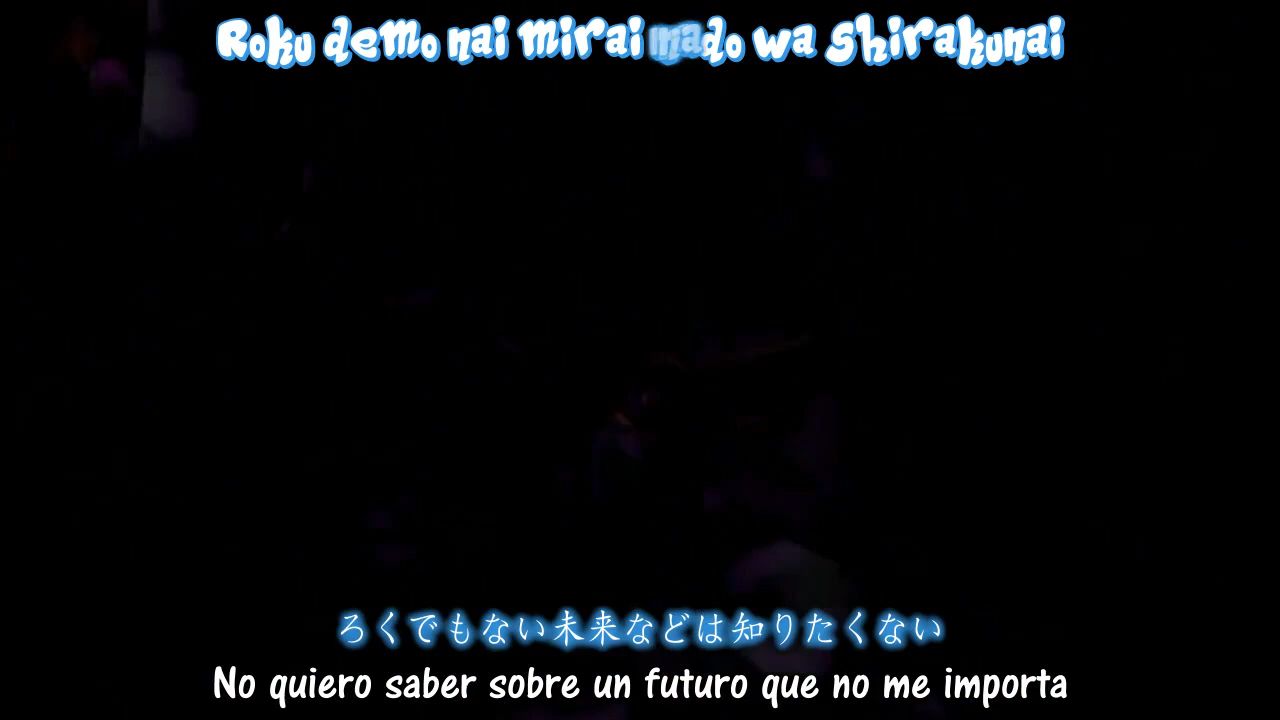 Roku demo nai mirai mado wa shirakunai
ろくでもない未来などは知りたくない
No quiero saber sobre un futuro que no me importa